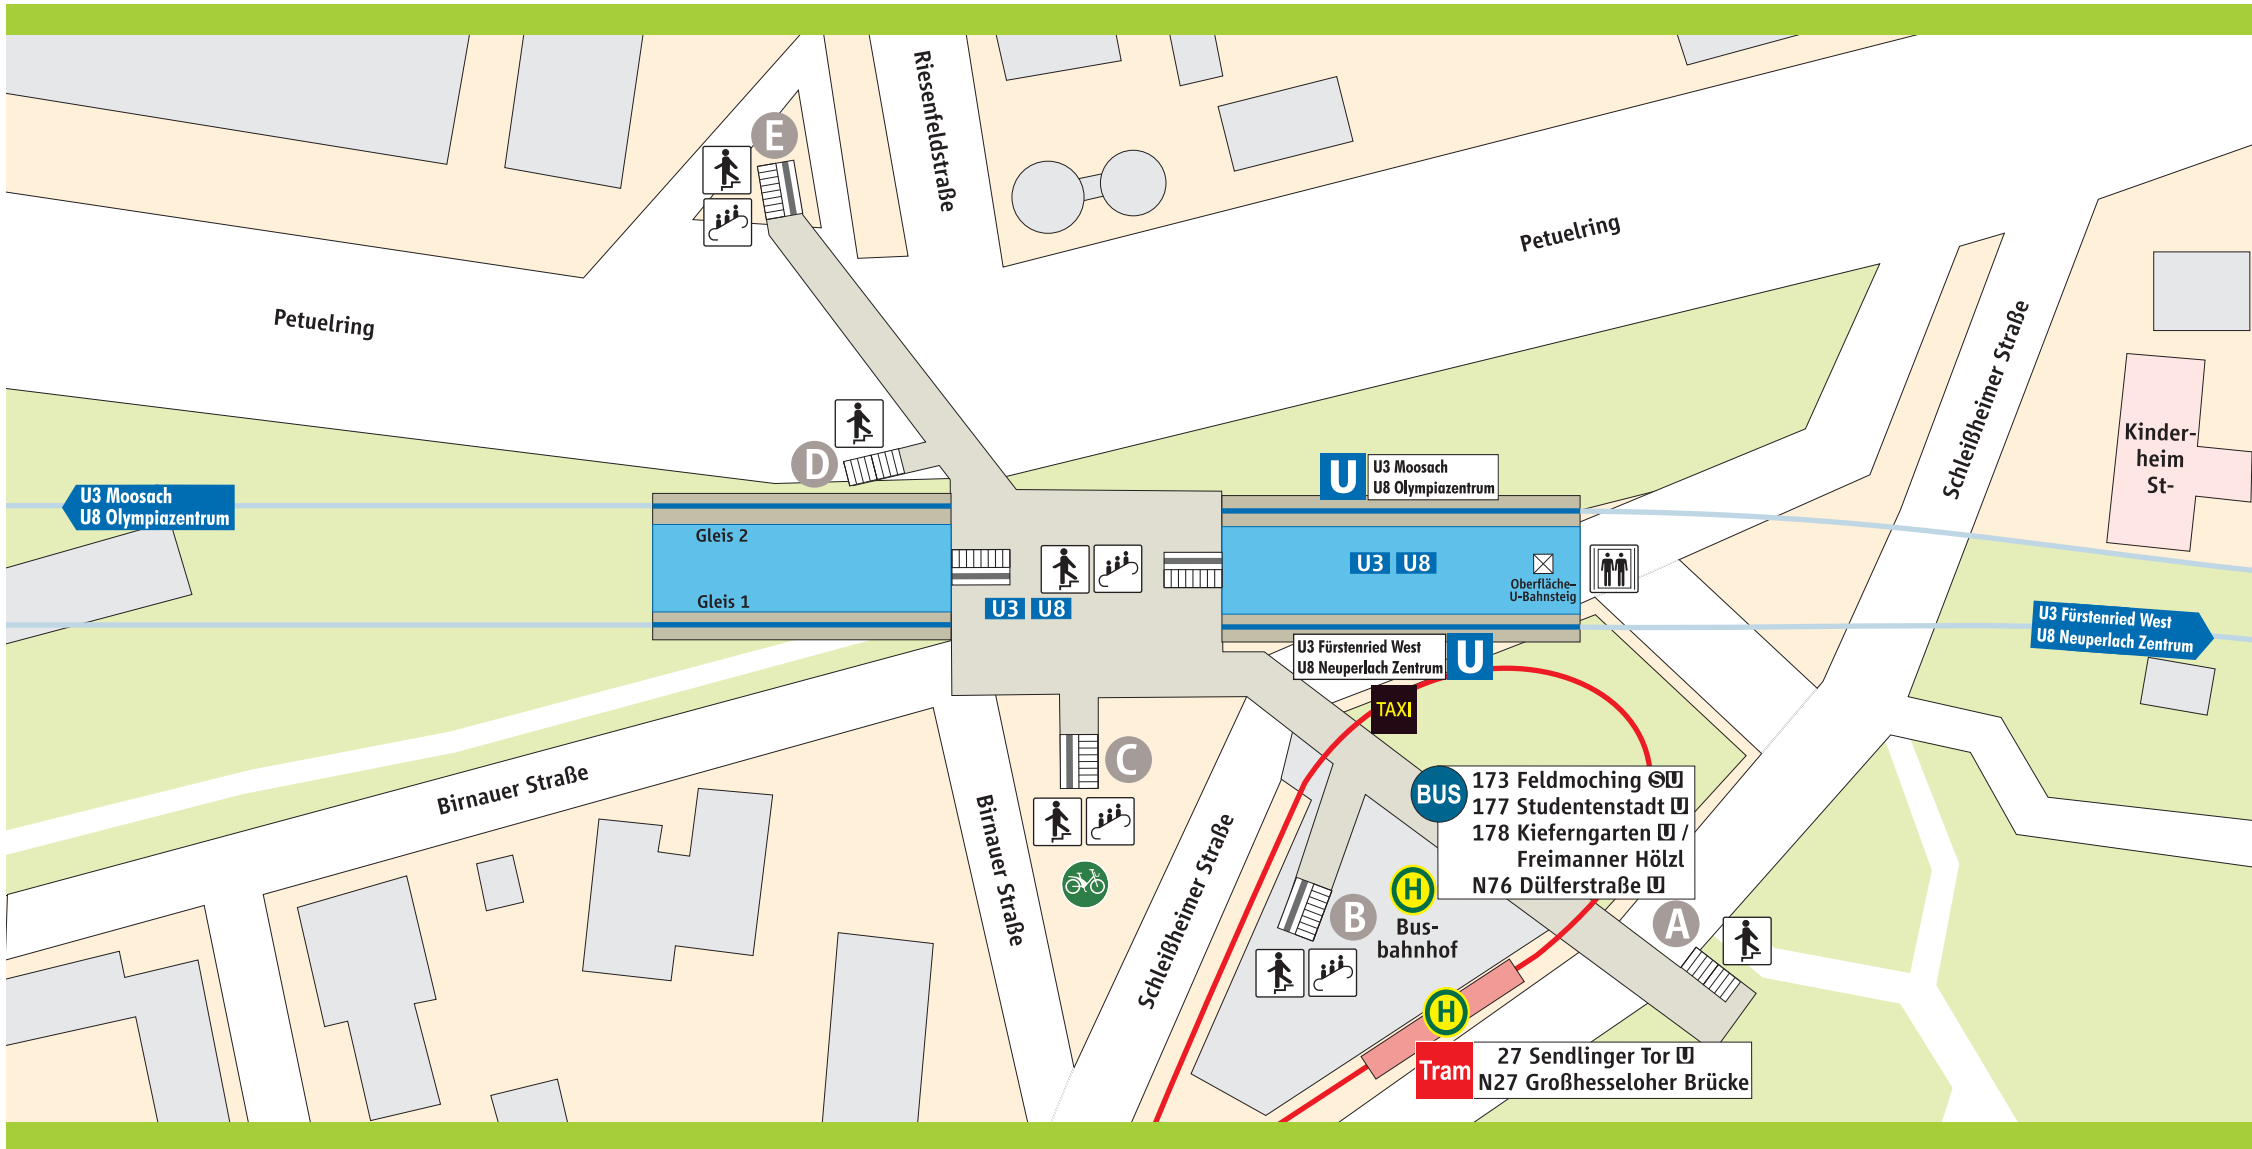 E
Riesenfeldstraße
Petuelring
Petuelring
Schleißheimer Straße
Kinder-
heim
St-
D
U3 Moosach
U8 Olympiazentrum
U
U3 Moosach
U8 Olympiazentrum
Gleis 2
U3 U8
Oberfläche–
U-Bahnsteig
Gleis 1
U3 U8
U3 Fürstenried West
U8 Neuperlach Zentrum
U3 Fürstenried West
U8 Neuperlach Zentrum
U
TAXI
C
Birnauer Straße
Birnauer Straße
Schleißheimer Straße
BUS
173 Feldmoching S U
177 Studentenstadt U
178 Kieferngarten U /
Freimanner Hölzl
N76 Dülferstraße U
H
Bus-
bahnhof
B
A
H
Tram
27 Sendlinger Tor U
N27 Großhesseloher Brücke